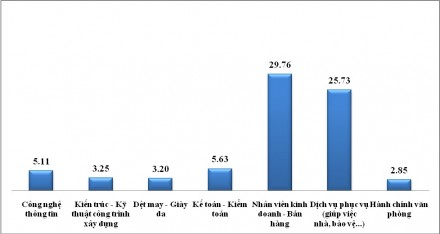 29.76
25.73
5.11
3.25
3.20
5.63
2.85
Công nghệ
thông tin
Kiến trúc - Kỹ
thuật công trình
xây dựng
Dệt may - Giày
da
Kế toán - Kiểm
toán
Nhân viên kinh
doanh - Bán
hàng
Dịch vụ phục vụ
(giúp việc
nhà, bảo vệ...)
Hành chính văn
phòng